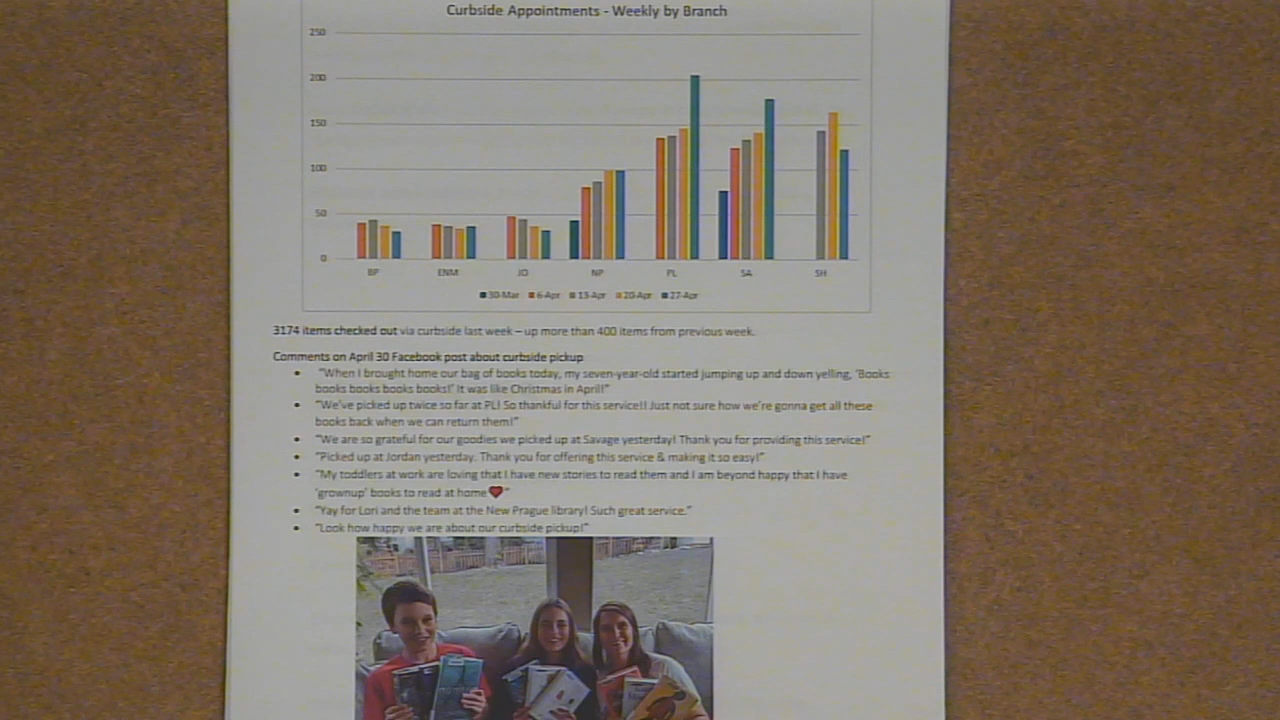 Curbside Appointments - Weekly by Branch
250
200
150
100
50
0
BP ENM JO NP PL SA SH
30-Mar 6-Apr 13-Apr 20-Apr 27-Apr
3174 items checked out via curbside last week – up more than 400 items from previous week.
Comments on April 30 Facebook post about curbside pickup
• "When I brought home our bag of books today, my seven-year-old started jumping up and down yelling, 'Books
books books books books!' It was like Christmas in April!"
• "We've picked up twice so far at PL! So thankful for this service!! Just not sure how we're gonna get all these
books back when we can return them!"
• "We are so grateful for our goodies we picked up at Savage yesterday! Thank you for providing this service!"
• "Picked up at Jordan yesterday. Thank you for offering this service & making it so easy!"
• "My toddlers at work are loving that I have new stories to read them and I am beyond happy that I have
'grownup' books to read at home ❤"
• "Yay for Lori and the team at the New Prague library! Such great service."
• "Look how happy we are about our curbside pickup!"